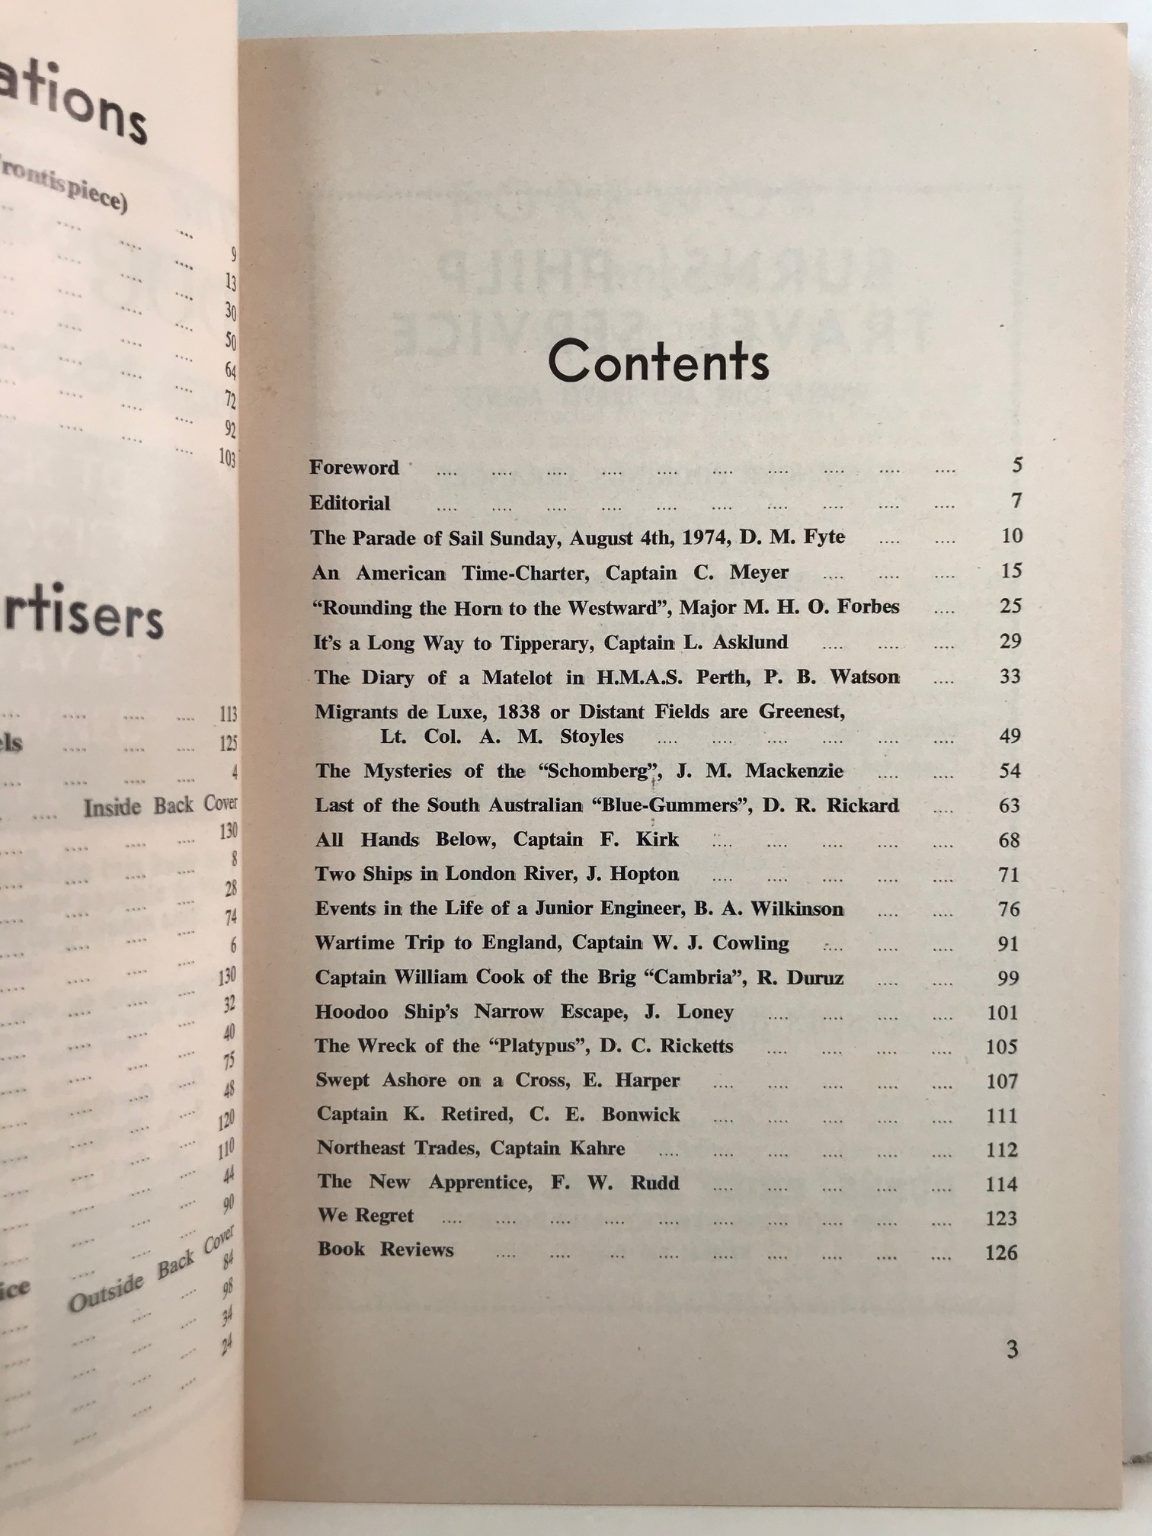 ations
Frontispiece)
.... .... .... 9
.... .... .... 13
.... .... .... 30
.... .... .... 50
.... .... .... 64
.... .... .... 72
.... .... .... 92
.... .... .... 103
rtisers
.... .... .... .... 113
els .... .... .... 125
.... .... .... .... 4
.... Inside Back Cover
.... .... .... .... 130
.... .... .... .... 8
.... .... .... .... 28
.... .... .... .... 74
.... .... .... .... 6
.... .... .... .... 130
.... .... .... .... 32
.... .... .... .... 40
.... .... .... .... 75
.... .... .... .... 48
.... .... .... .... 120
.... .... .... .... 110
.... .... .... .... 44
.... .... .... .... 90
ice Outside Back Cover
.... .... .... .... 84
.... .... .... .... 98
.... .... .... .... 34
.... .... .... .... 24
BURNS PHILP
TRAVEL SERVICE
Contents
Foreword .... .... .... .... .... .... .... .... .... .... 5
Editorial .... .... .... .... .... .... .... .... .... .... 7
The Parade of Sail Sunday, August 4th, 1974, D. M. Fyte .... .... 10
An American Time-Charter, Captain C. Meyer .... .... .... 15
“Rounding the Horn to the Westward”, Major M. H. O. Forbes .... 25
It’s a Long Way to Tipperary, Captain L. Asklund .... .... .... 29
The Diary of a Matelot in H.M.A.S. Perth, P. B. Watson .... 33
Migrants de Luxe, 1838 or Distant Fields are Greenest,
Lt. Col. A. M. Stoyles .... .... .... .... .... .... 49
The Mysteries of the “Schomberg”, J. M. Mackenzie .... .... 54
Last of the South Australian “Blue-Gummers”, D. R. Rickard .... 63
All Hands Below, Captain F. Kirk .... .... .... .... .... 68
Two Ships in London River, J. Hopton .... .... .... .... .... 71
Events in the Life of a Junior Engineer, B. A. Wilkinson .... .... 76
Wartime Trip to England, Captain W. J. Cowling .... .... .... 91
Captain William Cook of the Brig “Cambria”, R. Duruz .... .... 99
Hoodoo Ship’s Narrow Escape, J. Loney .... .... .... .... 101
The Wreck of the “Platypus”, D. C. Ricketts .... .... .... .... 105
Swept Ashore on a Cross, E. Harper .... .... .... .... .... 107
Captain K. Retired, C. E. Bonwick .... .... .... .... .... 111
Northeast Trades, Captain Kahre .... .... .... .... .... .... 112
The New Apprentice, F. W. Rudd .... .... .... .... .... 114
We Regret .... .... .... .... .... .... .... .... .... .... 123
Book Reviews .... .... ... .... .... .... .... .... .... 126
3